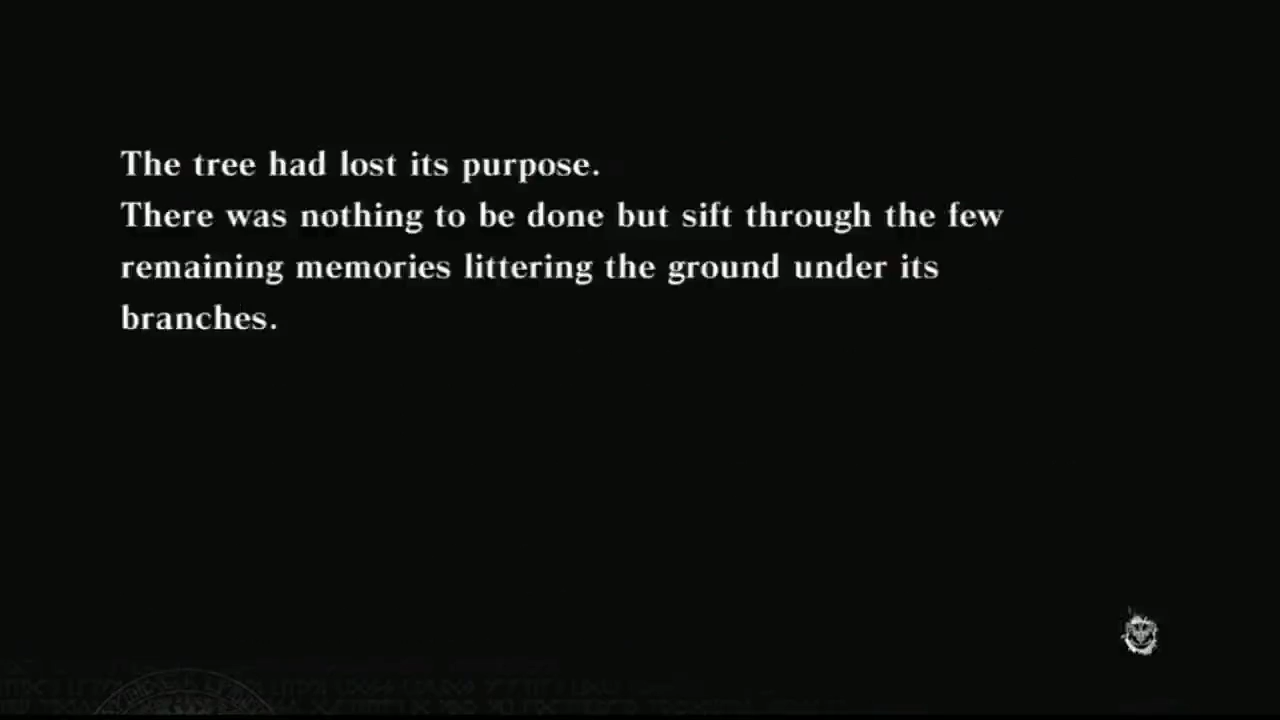 The tree had lost its purpose.
There was nothing to be done but sift through the few
remaining memories littering the ground under its
branches.